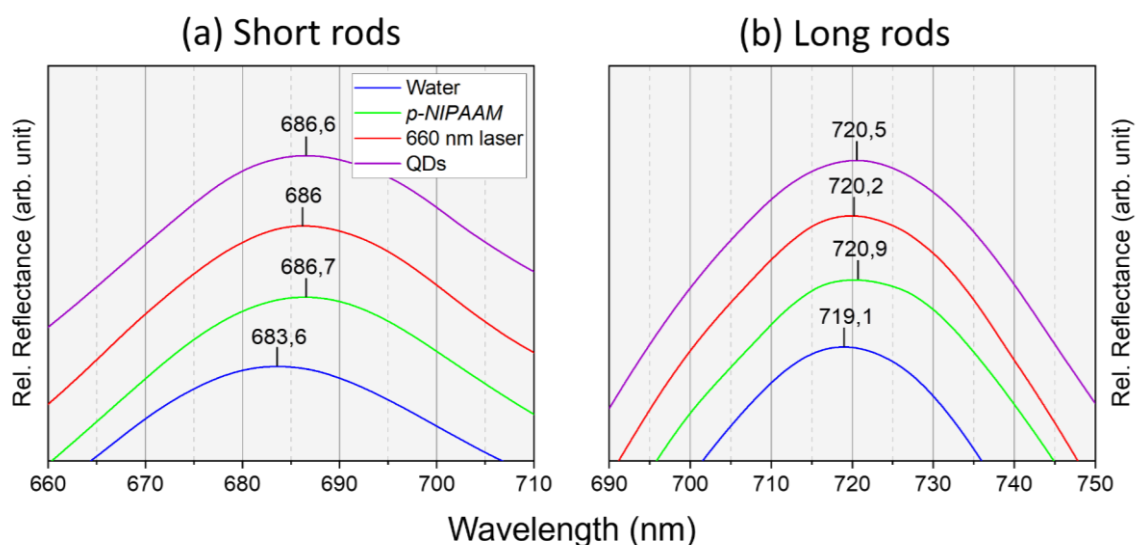 (a) Short rods
Rel. Reflectance (arb. unit)
Water
p-NIPAAM
660 nm laser
QDs
686,6
686
686,7
683,6
660 670 680 690 700 710
(b) Long rods
720,5
720,2
720,9
719,1
690 700 710 720 730 740 750
Rel. Reflectance (arb. unit)
Wavelength (nm)